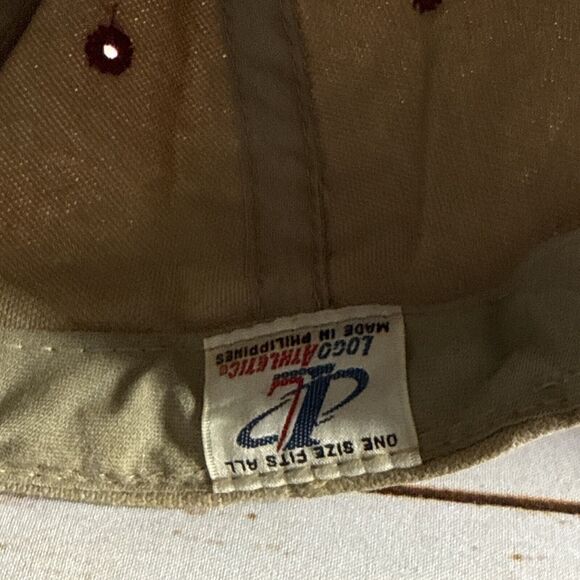 ONE SIZE FITS ALL
LOGO ATHLETIC
MADE IN PHILIPPINES